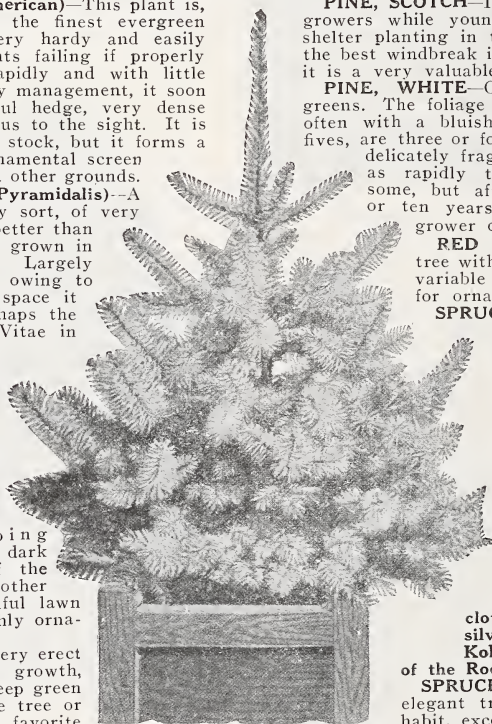 erican)—This plant is,
the finest evergreen
ery hardy and easily
nts failing if properly
apidly and with little
y management, it soon
ul hedge, very dense
us to the sight. It is
stock, but it forms a
namental screen
other grounds.
Pyramidalis)--A
y sort, of very
better than
grown in
Largely
owing to
space it
haps the
Vitae in
ping
dark
f the
other
iful lawn
nly orna-
ery erect
growth,
eep green
e tree or
favorite
PINE, SCOTCH—
growers while youn
shelter planting in t
the best windbreak i
it is a very valuable
PINE, WHITE—
greens. The foliage
often with a bluish
fives, are three or fo
delicately frag
as rapidly t
some, but af
or ten years
grower o
RED
tree with
variable
for orna
SPRUC
clot
silv
Kol
of the Roc
SPRUCE
elegant tr
habit, exc